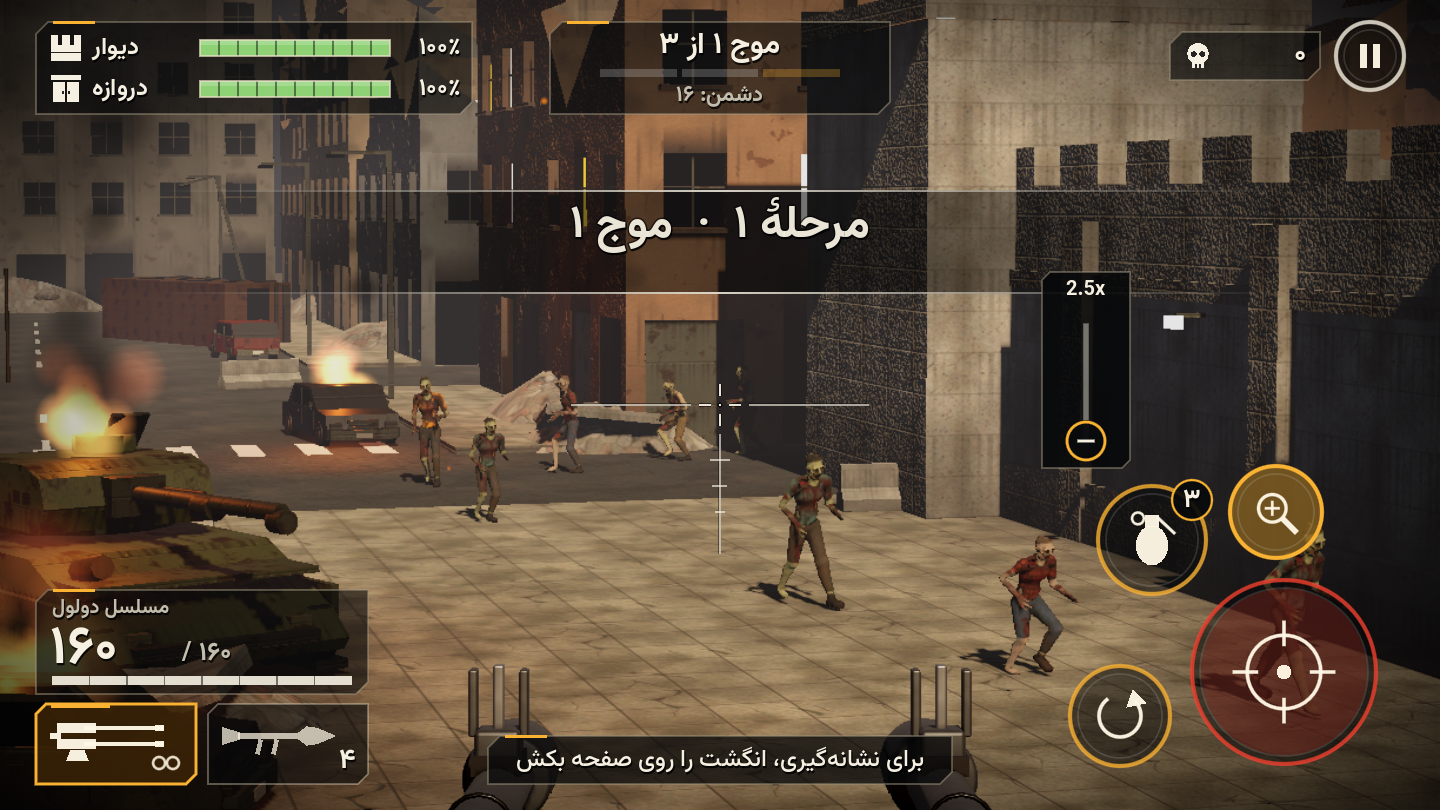 دیوار ۱۰۰٪
دروازه ۱۰۰٪
موج ۱ از ۳
دشمن: ۱۶
۰
مرحلهٔ ۱ · موج ۱
2.5x
۳
مسلسل دولول
۱۶۰ / ۱۶۰
∞
۴
برای نشانه‌گیری، انگشت را روی صفحه بکش